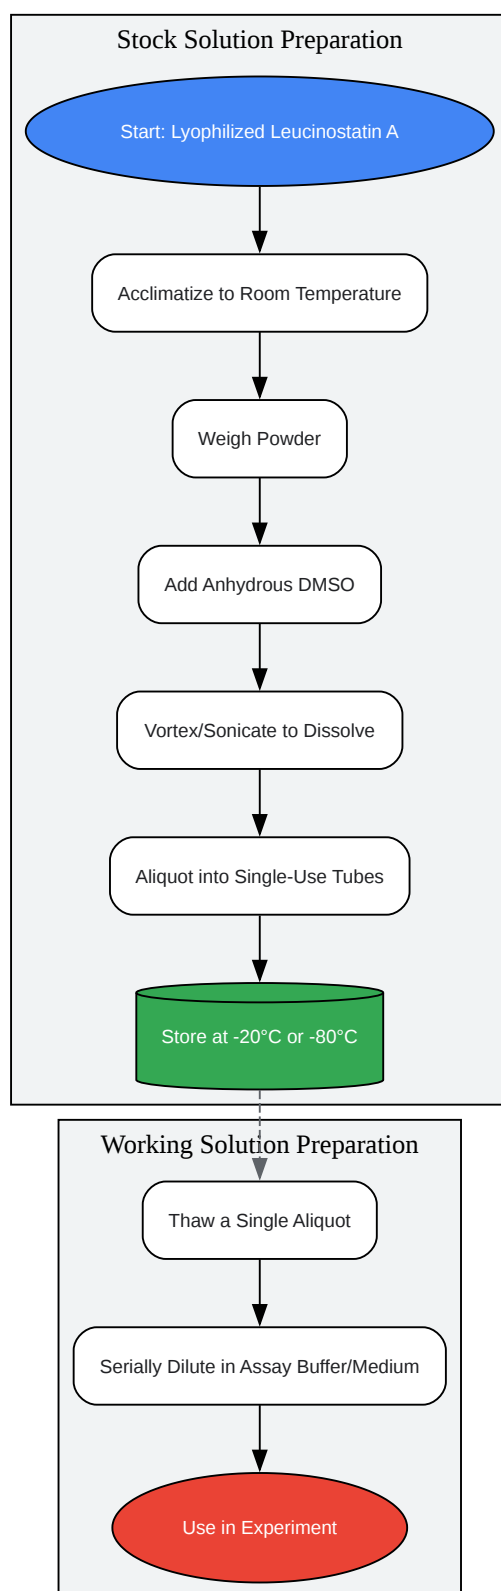 Stock Solution Preparation
Start: Lyophilized Leucinostatin A
Acclimatize to Room Temperature
Weigh Powder
Add Anhydrous DMSO
Vortex/Sonicate to Dissolve
Aliquot into Single-Use Tubes
Store at -20°C or -80°C
Working Solution Preparation
Thaw a Single Aliquot
Serially Dilute in Assay Buffer/Medium
Use in Experiment